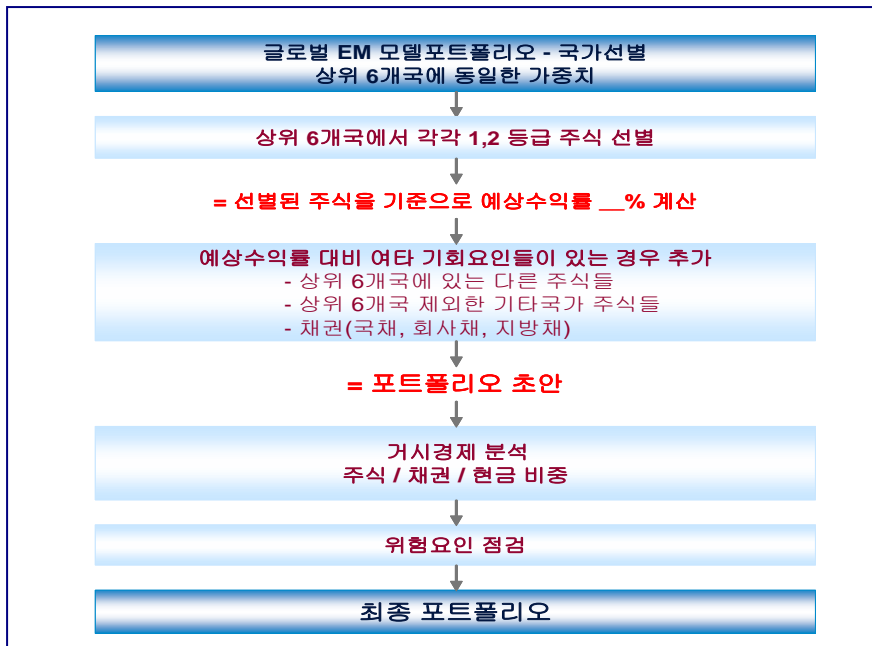 글로벌 EM 모델포트폴리오 - 국가선별
상위 6개국에 동일한 가중치
상위 6개국에서 각각 1,2 등급 주식 선별
= 선별된 주식을 기준으로 예상수익률 __% 계산
예상수익률 대비 여타 기회요인들이 있는 경우 추가
- 상위 6개국에 있는 다른 주식들
- 상위 6개국 제외한 기타국가 주식들
- 채권(국채, 회사채, 지방채)
= 포트폴리오 초안
거시경제 분석
주식 / 채권 / 현금 비중
위험요인 점검
최종 포트폴리오